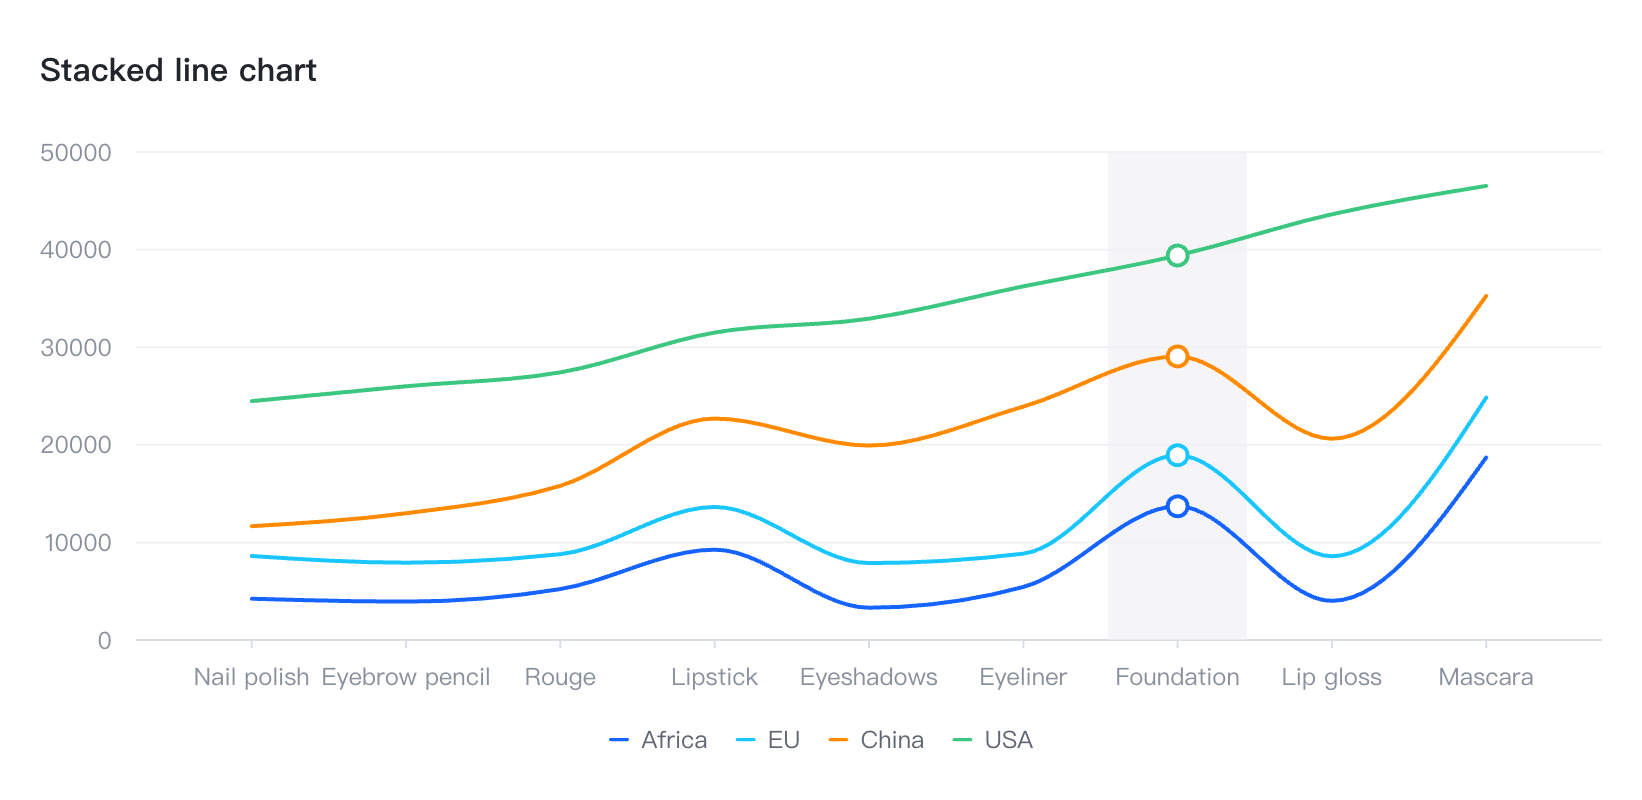 Stacked line chart
50000
40000
30000
20000
10000
0
Nail polish Eyebrow pencil Rouge Lipstick Eyeshadows Eyeliner Foundation Lip gloss Mascara
Africa EU China USA